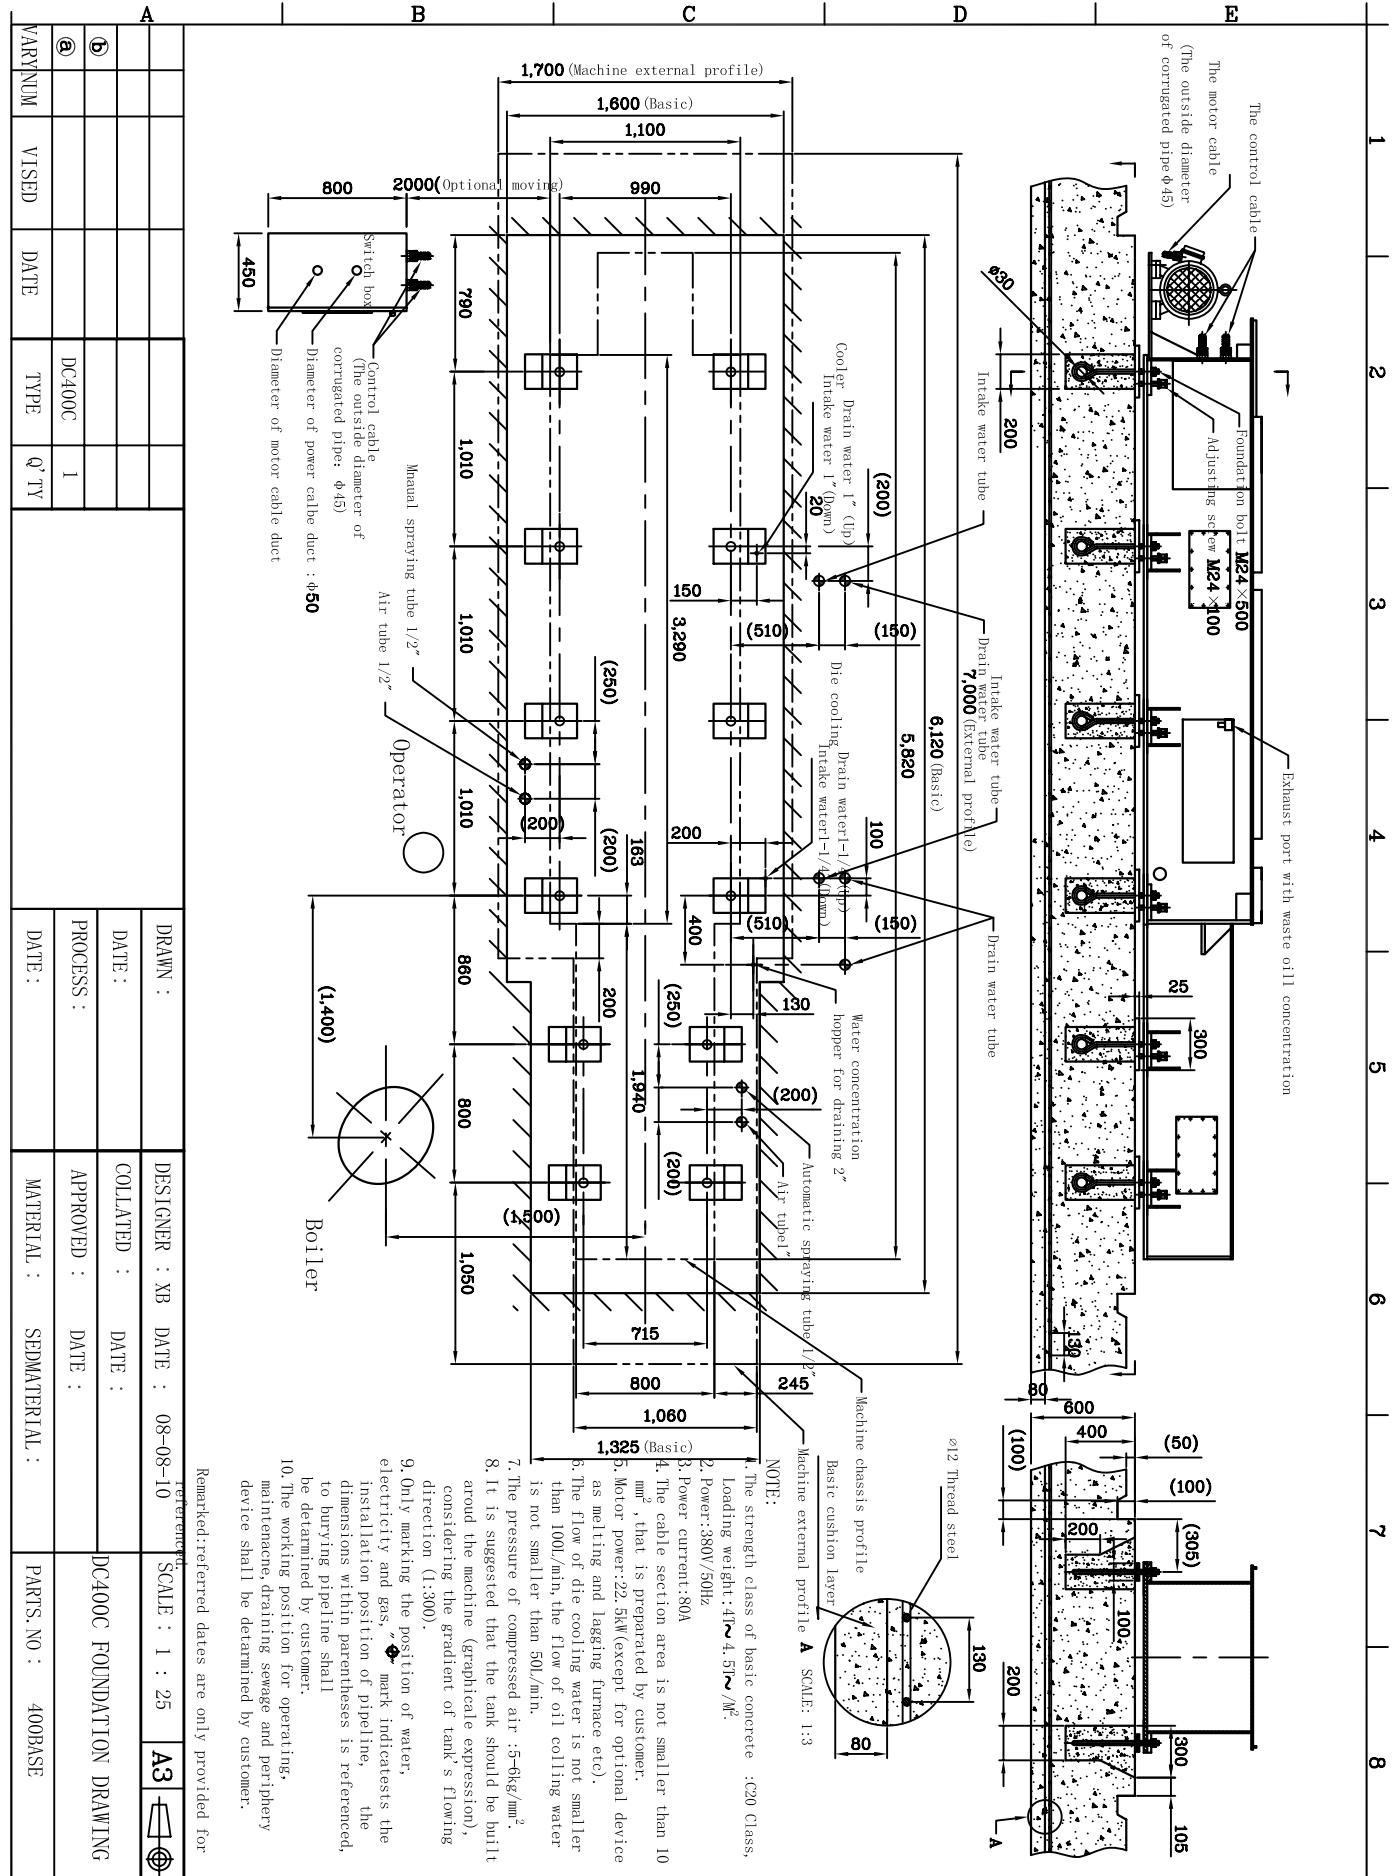 A
B
C
D
E
1
2
3
4
5
6
7
8
The control cable
The motor cable
(The outside diameter
of corrugated pipe ϕ45)
ø30
200
Foundation bolt M24×500
Adjusting screw M24×100
Exhaust port with waste oill concentration
25
300
130
80
600
400
(50)
(100)
(100)
200
(305)
100
200
300
105
A
ø12 Thread steel
130
80
A SCALE: 1:3
Basic cushion layer
Machine chassis profile
Machine external profile
1,700 (Machine external profile)
1,600 (Basic)
1,100
990
2000(Optional moving)
800
450
Switch box
Control cable
(The outside diameter of
corrugated pipe: ϕ45)
Diameter of power calbe duct :ϕ50
Diameter of motor cable duct
790
1,010
1,010
1,010
860
800
1,050
Cooler
Drain water 1″ (Up)
Intake water 1″(Down)
(200)
20
150
(510)
(150)
Intake water tube
Drain water tube
Intake water tube
7,000 (External profile)
6,120 (Basic)
5,820
3,290
Die cooling
Drain water1-1/4(Up)
Intake water1-1/4(Down)
100
200
(510)
(150)
400
130
Drain water tube
Water concentration
hopper for draining 2″
Mnaual spraying tube 1/2″
Air tube 1/2″
(250)
(200)
(200)
163
200
Operator
(1,400)
(1,500)
Boiler
1,940
(250)
(200)
(200)
Automatic spraying tube 1/2″
Air tube1″
715
800
245
1,060
1,325 (Basic)
NOTE:
1. The strength class of basic concrete :C20 Class,
Loading weight:4T~4.5T~/M²
2. Power:380V/50Hz
3. Power current:80A
4. The cable section area is not smaller than 10
mm² ,that is preparated by customer.
5. Motor power:22.5kW(except for optional device
as melting and lagging furnace etc).
6. The flow of die cooling water is not smaller
than 100L/min,the flow of oil colling water
is not smaller than 50L/min.
7. The pressure of compressed air :5-6kg/mm².
8. It is suggested that the tank should be built
aroud the machine (graphicale expression),
considering the gradient of tank's flowing
direction (1:300).
9. Only marking the position of water,
electricity and gas, "⌖" mark indicatests the
installation position of pipeline, the
dimensions within parentheses is referenced,
to burying pipeline shall
be detarmined by customer.
10. The working position for operating,
maintenacne,draining sewage and periphery
device shall be detarmined by customer.
Remarked:referred dates are only provided for
referenced.
ⓑ
ⓐ
DC400C
1
VARYNUM
VISED
DATE
TYPE
Q'TY
DRAWN :
DATE:
PROCESS:
DATE:
DESIGNER : XB DATE : 08-08-10
COLLATED : DATE :
APPROVED : DATE :
MATERIAL : SEDMATERIAL :
SCALE : 1 : 25
A3
DC400C FOUNDATION DRAWING
PARTS.NO : 400BASE